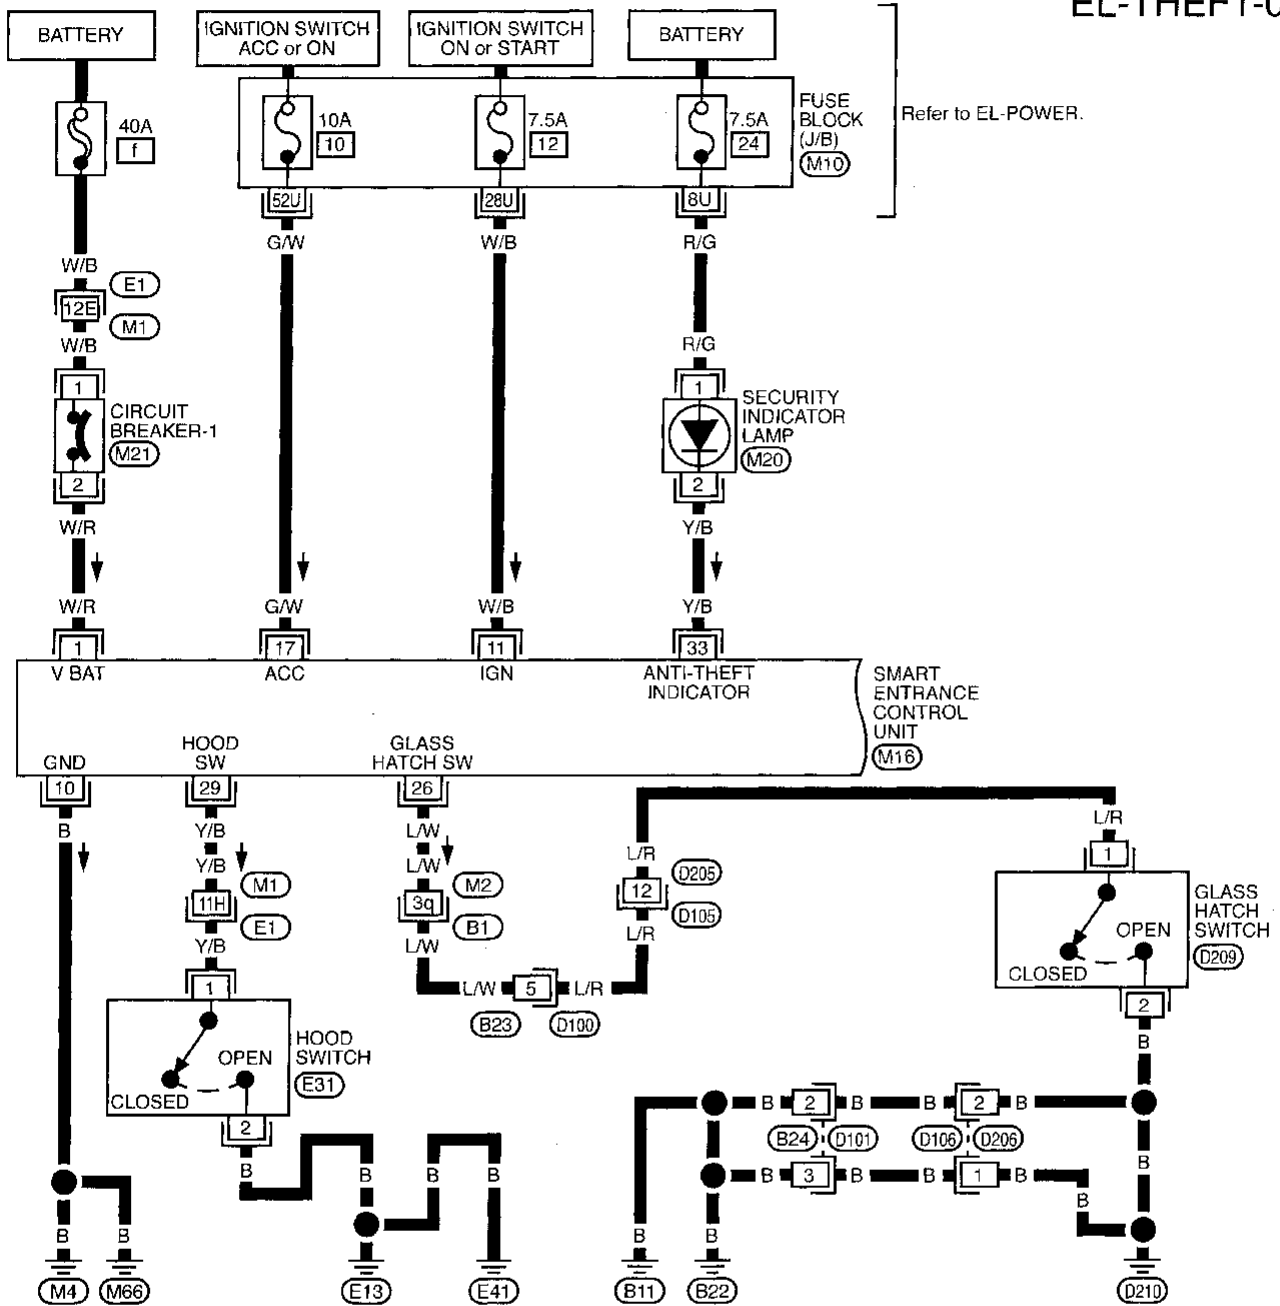 EL-THEFT-0
BATTERY
IGNITION SWITCH
ACC or ON
IGNITION SWITCH
ON or START
BATTERY
40A
f
10A
10
7.5A
12
7.5A
24
FUSE
BLOCK
(J/B)
M10
Refer to EL-POWER.
52U
28U
8U
G/W
W/B
R/G
W/B
E1
12E
M1
W/B
R/G
1
CIRCUIT
BREAKER-1
M21
2
1
SECURITY
INDICATOR
LAMP
M20
2
W/R
Y/B
W/R
G/W
W/B
Y/B
1
17
11
33
V BAT
ACC
IGN
ANTI-THEFT
INDICATOR
SMART
ENTRANCE
CONTROL
UNIT
M16
GND
HOOD
SW
GLASS
HATCH SW
10
29
26
B
Y/B
L/W
L/R
Y/B
L/W
L/R
1
M1
M2
D205
11H
3q
12
E1
B1
D105
GLASS
HATCH
SWITCH
D209
OPEN
CLOSED
2
Y/B
L/W
L/R
1
L/W
5
L/R
B23
D100
HOOD
SWITCH
E31
OPEN
CLOSED
2
B
B
B
2
B
B
2
B
B24
D101
D106
D206
B
3
B
B
1
B
B
B
B
B
B
B
B
B
B
B
M4
M66
E13
E41
B11
B22
D210